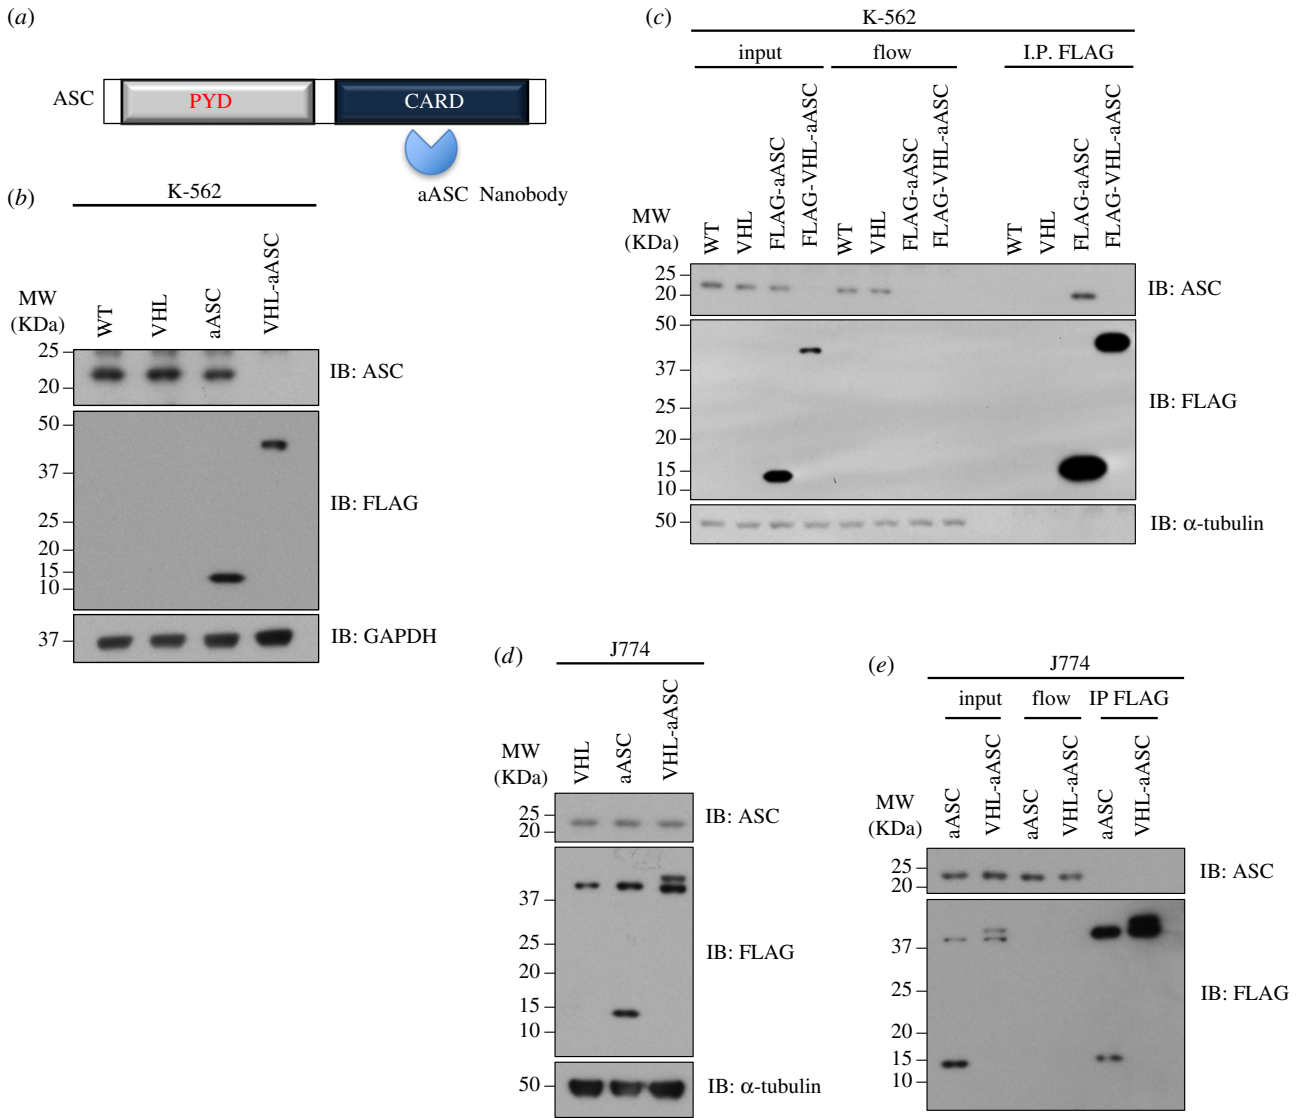 (a)
ASC PYD CARD
aASC Nanobody
(b)
K-562
MW
(KDa)
WT VHL aASC VHL-aASC
25
20
IB: ASC
50
37
25
20
15
10
IB: FLAG
37
IB: GAPDH
(c)
K-562
input flow I.P. FLAG
MW
(KDa)
WT VHL FLAG-aASC FLAG-VHL-aASC WT VHL FLAG-aASC FLAG-VHL-aASC WT VHL FLAG-aASC FLAG-VHL-aASC
25
20
IB: ASC
50
37
25
20
15
10
IB: FLAG
50
IB: α-tubulin
(d)
J774
MW
(KDa)
VHL aASC VHL-aASC
25
20
IB: ASC
37
25
20
15
10
IB: FLAG
50
IB: α-tubulin
(e)
J774
input flow IP FLAG
MW
(KDa)
aASC VHL-aASC aASC VHL-aASC aASC VHL-aASC
25
20
IB: ASC
37
25
20
15
10
IB: FLAG